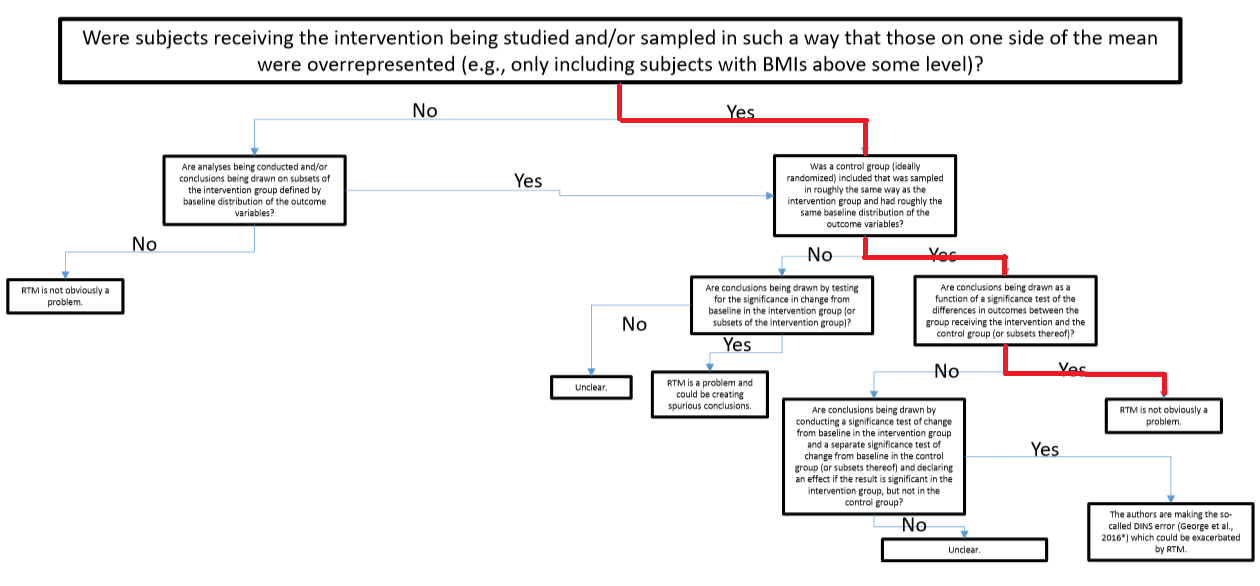 Were subjects receiving the intervention being studied and/or sampled in such a way that those on one side of the mean
were overrepresented (e.g., only including subjects with BMIs above some level)?
No
Yes
Are analyses being conducted and/or
conclusions being drawn on subsets of
the intervention group defined by
baseline distribution of the outcome
variables?
Yes
Was a control group (ideally
randomized) included that was sampled
in roughly the same way as the
intervention group and had roughly the
same baseline distribution of the
outcome variables?
No
RTM is not obviously a
problem.
No
Yes
Are conclusions being drawn by testing
for the significance in change from
baseline in the intervention group (or
subsets of the intervention group)?
Are conclusions being drawn as a
function of a significance test of the
differences in outcomes between the
group receiving the intervention and the
control group (or subsets thereof)?
No
Yes
Unclear.
RTM is a problem and
could be creating
spurious conclusions.
No
Yes
Are conclusions being drawn by
conducting a significance test of change
from baseline in the intervention group
and a separate significance test of
change from baseline in the control
group (or subsets thereof) and declaring
an effect if the result is significant in the
intervention group, but not in the
control group?
RTM is not obviously a
problem.
Yes
No
Unclear.
The authors are making the so-
called DINS error (George et al.,
2016*) which could be exacerbated
by RTM.